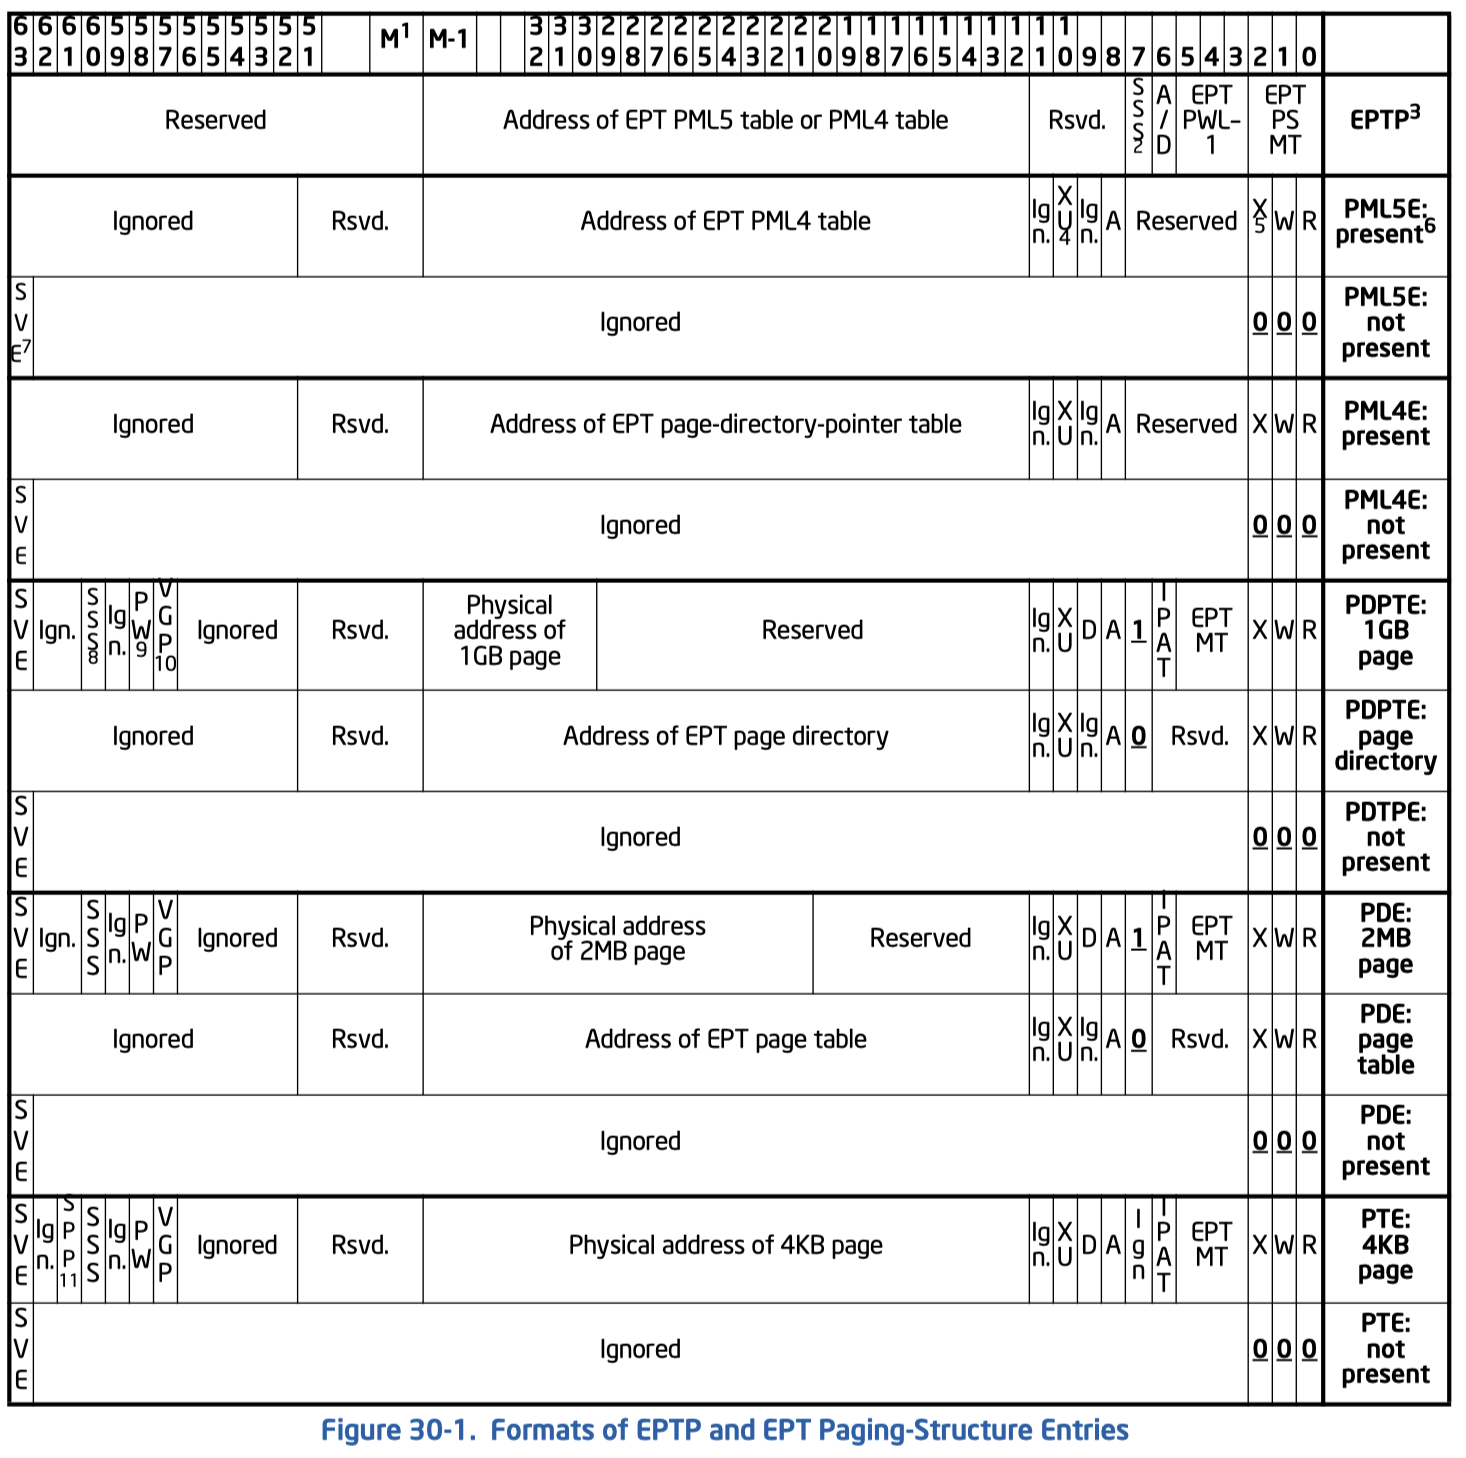 63 62 61 60 59 58 57 56 55 54 53 52 51 M¹ M-1 32 31 30 29 28 27 26 25 24 23 22 21 20 19 18 17 16 15 14 13 12 11 10 9 8 7 6 5 4 3 2 1 0
Reserved
Address of EPT PML5 table or PML4 table
Rsvd.
SSS2
A/D
EPT
PWL–
1
EPT
PS
MT
EPTP³
Ignored
Rsvd.
Address of EPT PML4 table
Ign.
XU4
Ign.
A
Reserved
X5
W
R
PML5E:
present⁶
SVE⁷
Ignored
0 0 0
PML5E:
not
present
Ignored
Rsvd.
Address of EPT page-directory-pointer table
Ign.
XU
Ign.
A
Reserved
X
W
R
PML4E:
present
SVE
Ignored
0 0 0
PML4E:
not
present
SVE
Ign.
SSS8
Ign.
PW9
VGP10
Ignored
Rsvd.
Physical
address of
1GB page
Reserved
Ign.
XU
D
A
1
IPAT
EPT
MT
X
W
R
PDPTE:
1GB
page
Ignored
Rsvd.
Address of EPT page directory
Ign.
XU
Ign.
A
0
Rsvd.
X
W
R
PDPTE:
page
directory
SVE
Ignored
0 0 0
PDTPE:
not
present
SVE
Ign.
SSS
Ign.
PW
VGP
Ignored
Rsvd.
Physical address
of 2MB page
Reserved
Ign.
XU
D
A
1
IPAT
EPT
MT
X
W
R
PDE:
2MB
page
Ignored
Rsvd.
Address of EPT page table
Ign.
XU
Ign.
A
0
Rsvd.
X
W
R
PDE:
page
table
SVE
Ignored
0 0 0
PDE:
not
present
SVE
Ign.
SPP11
SSS
Ign.
PW
VGP
Ignored
Rsvd.
Physical address of 4KB page
Ign.
XU
D
A
Ign
IPAT
EPT
MT
X
W
R
PTE:
4KB
page
SVE
Ignored
0 0 0
PTE:
not
present
Figure 30-1. Formats of EPTP and EPT Paging-Structure Entries